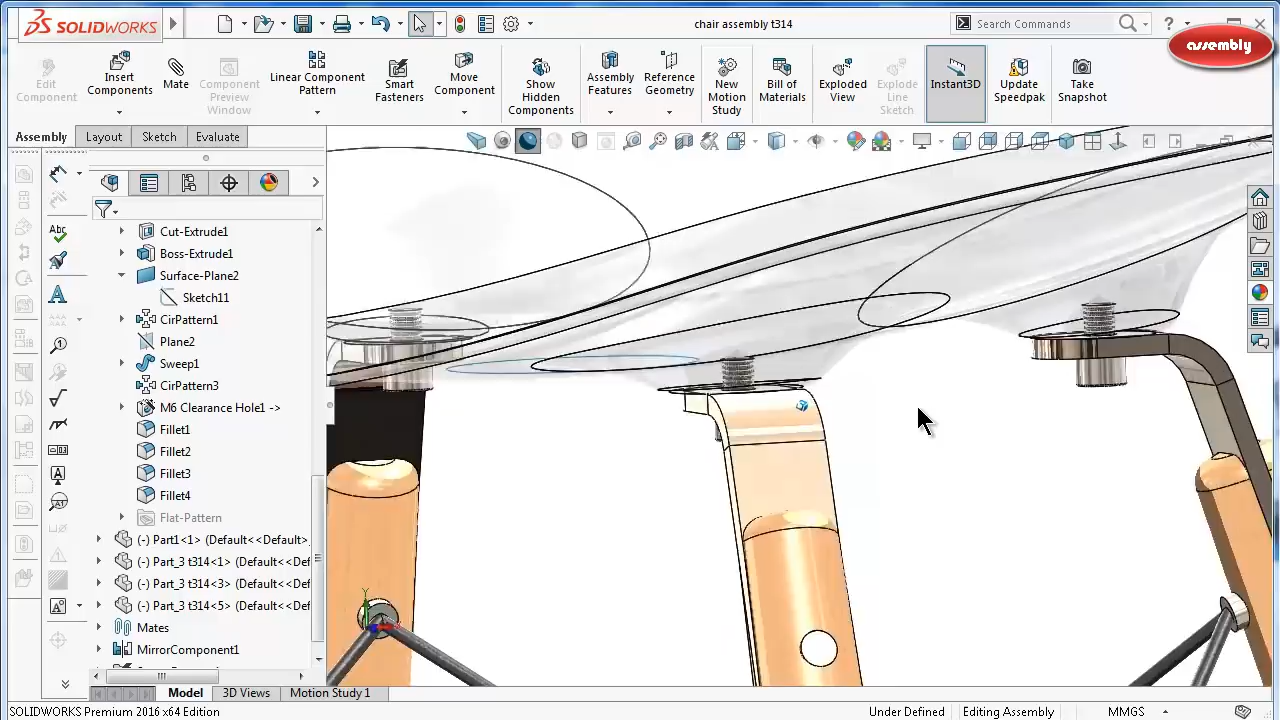 SOLIDWORKS
chair assembly t314
Search Commands
?
assembly
Edit Component
Insert Components
Mate
Component Preview Window
Linear Component Pattern
Smart Fasteners
Move Component
Show Hidden Components
Assembly Features
Reference Geometry
New Motion Study
Bill of Materials
Exploded View
Explode Line Sketch
Instant3D
Update Speedpak
Take Snapshot
Assembly
Layout
Sketch
Evaluate
Cut-Extrude1
Boss-Extrude1
Surface-Plane2
Sketch11
CirPattern1
Plane2
Sweep1
CirPattern3
M6 Clearance Hole1 ->
Fillet1
Fillet2
Fillet3
Fillet4
Flat-Pattern
(-) Part1<1> (Default<<Default>
(-) Part_3 t314<1> (Default<<Def
(-) Part_3 t314<3> (Default<<Def
(-) Part_3 t314<5> (Default<<Def
Mates
MirrorComponent1
Model
3D Views
Motion Study 1
SOLIDWORKS Premium 2016 x64 Edition
Under Defined
Editing Assembly
MMGS